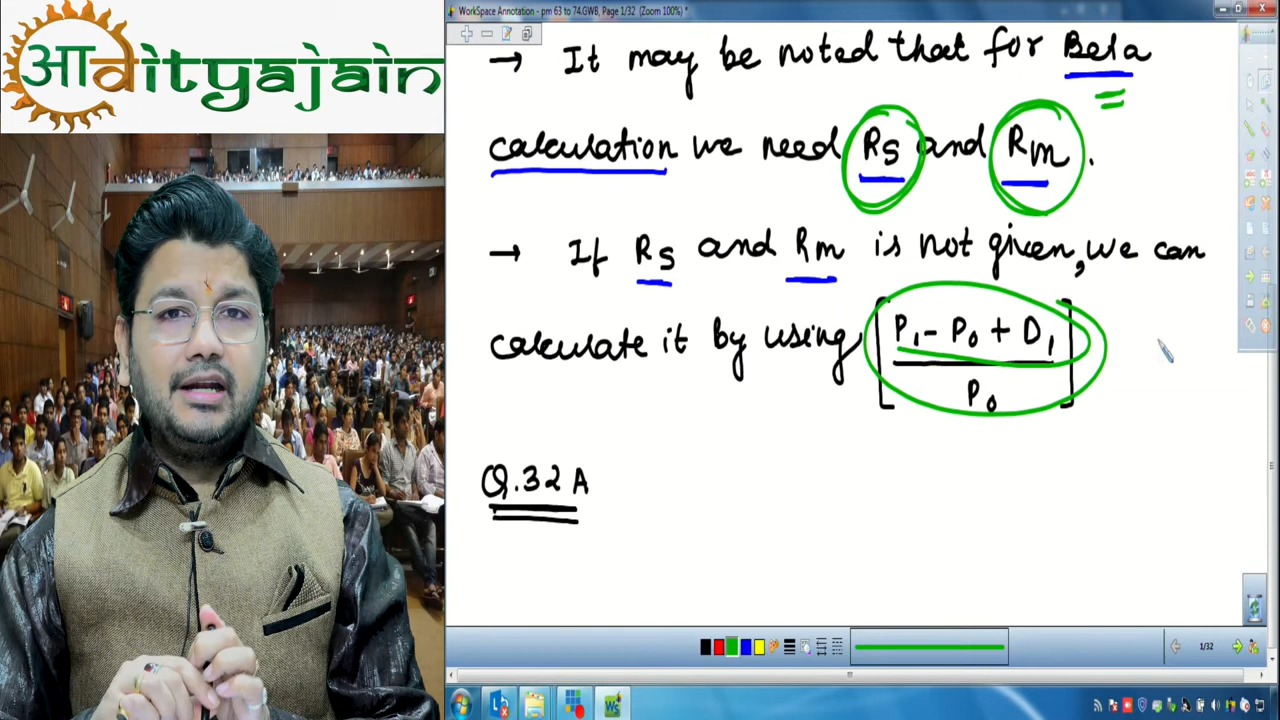 आdityajain
WorkSpace Annotation - pm 63 to 74.GWB, Page 1/32 (Zoom 100%) *
→ It may be noted that for Beta
calculation we need Rs and Rm.
→ If Rs and Rm is not given, we can
calculate it by using [P₁ - P₀ + D₁
P₀]
Q.32 A
1/32